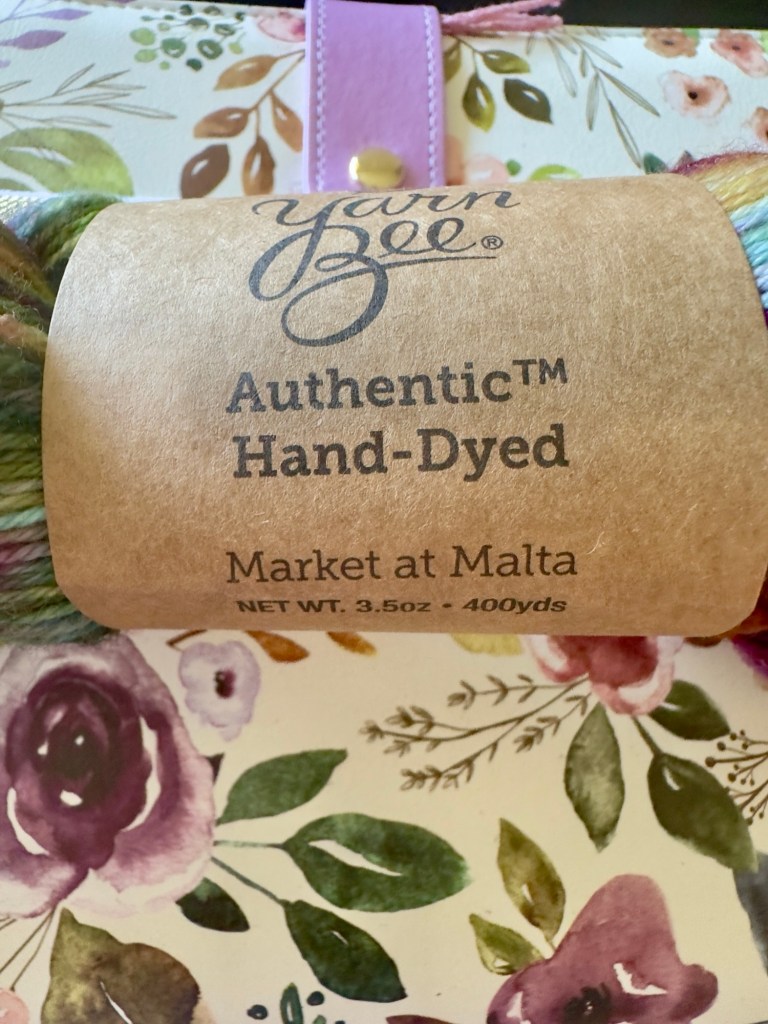 Yarn
Bee®
Authentic™
Hand-Dyed
Market at Malta
NET WT. 3.5oz • 400yds